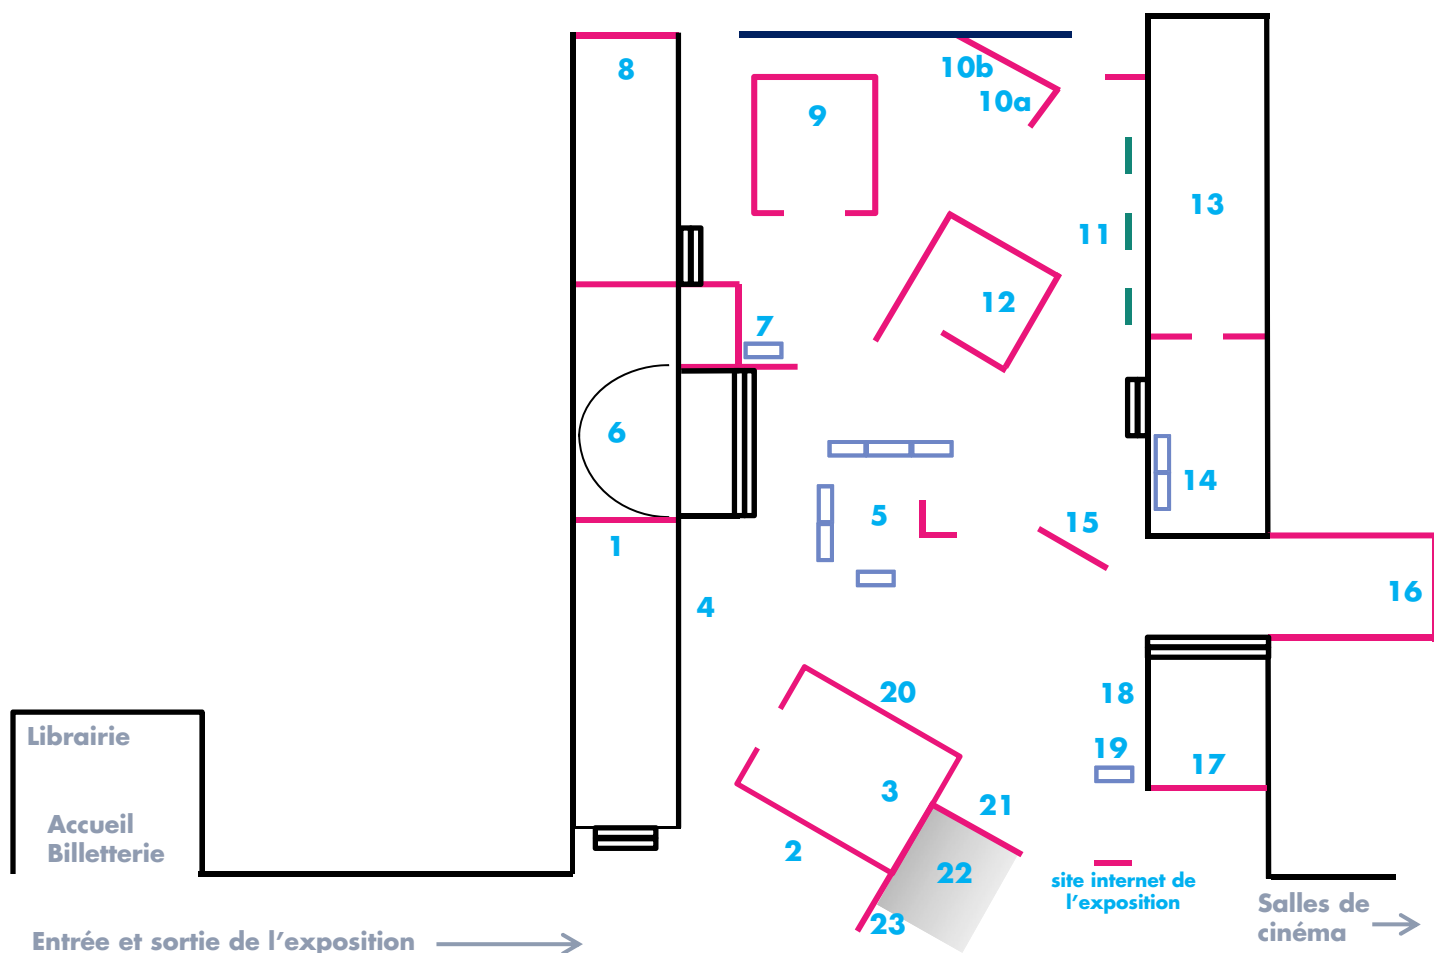 8
10b
10a
9
13
11
12
7
6
14
5
15
1
16
4
20
18
Librairie
19
17
3
21
Accueil
Billetterie
2
22
site internet de
l'exposition
23
Salles de
cinéma
Entrée et sortie de l'exposition